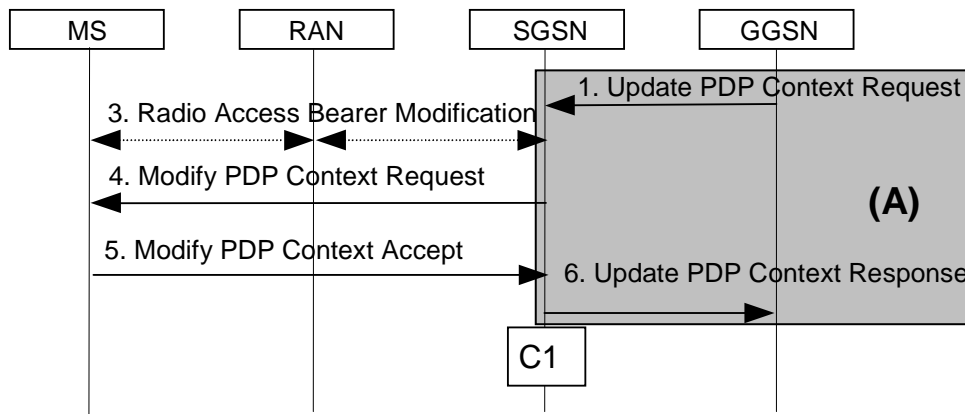 MS RAN SGSN GGSN
1. Update PDP Context Request
3. Radio Access Bearer Modification
4. Modify PDP Context Request
(A)
5. Modify PDP Context Accept
6. Update PDP Context Response
C1